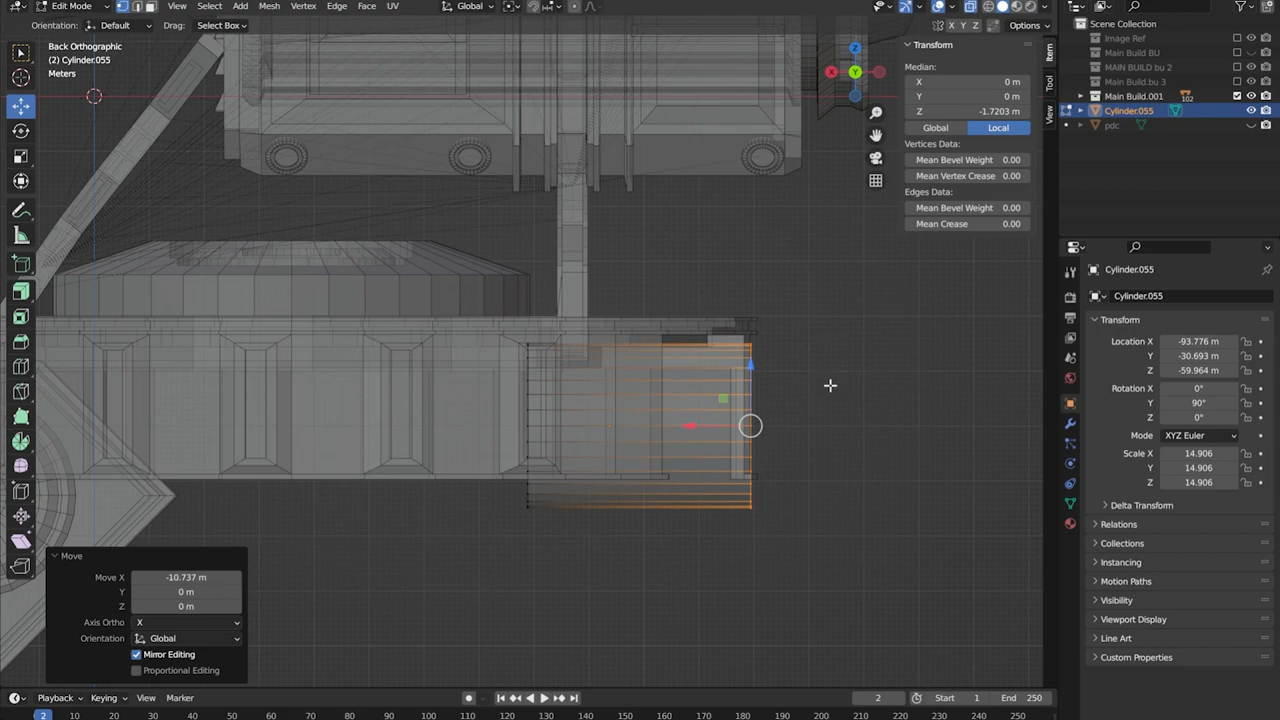 Edit Mode View Select Add Mesh Vertex Edge Face UV Global
Orientation: Default Drag: Select Box X Y Z Options
Back Orthographic
(2) Cylinder.055
Meters
Z
X
Y
Item
Tool
View
Transform
Median:
X 0 m
Y 0 m
Z -1.7203 m
Global Local
Vertices Data:
Mean Bevel Weight 0.00
Mean Vertex Crease 0.00
Edges Data:
Mean Bevel Weight 0.00
Mean Crease 0.00
Scene Collection
Image Ref
Main Build BU
MAIN BUILD bu 2
Main Build.bu 3
Main Build.001 102
Cylinder.055
pdc
Cylinder.055
Cylinder.055
Transform
Location X -93.776 m
Y -30.693 m
Z -59.964 m
Rotation X 0°
Y 90°
Z 0°
Mode XYZ Euler
Scale X 14.906
Y 14.906
Z 14.906
Delta Transform
Relations
Collections
Instancing
Motion Paths
Visibility
Viewport Display
Line Art
Custom Properties
Move
Move X -10.737 m
Y 0 m
Z 0 m
Axis Ortho X
Orientation Global
Mirror Editing
Proportional Editing
Playback Keying View Marker 2 Start 1 End 250
2 10 20 30 40 50 60 70 80 90 100 110 120 130 140 150 160 170 180 190 200 210 220 230 240 250